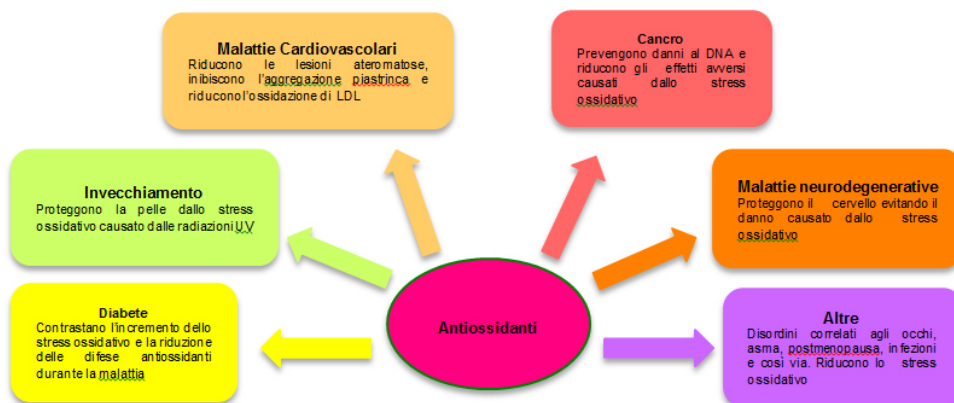 Malattie Cardiovascolari
Riducono le lesioni ateromatose,
inibiscono l'aggregazione piastrinca e
riducono l'ossidazione di LDL
Cancro
Prevengono danni al DNA e
riducono gli effetti avversi
causati dallo stress
ossidativo
Invecchiamento
Proteggono la pelle dallo stress
ossidativo causato dalle radiazioni UV
Malattie neurodegenerative
Proteggono il cervello evitando il
danno causato dallo stress
ossidativo
Diabete
Contrastano l'incremento dello
stress ossidativo e la riduzione
delle difese antiossidanti
durante la malattia
Antiossidanti
Altre
Disordini correlati agli occhi,
asma, postmenopausa, infezioni
e così via. Riducono lo stress
ossidativo